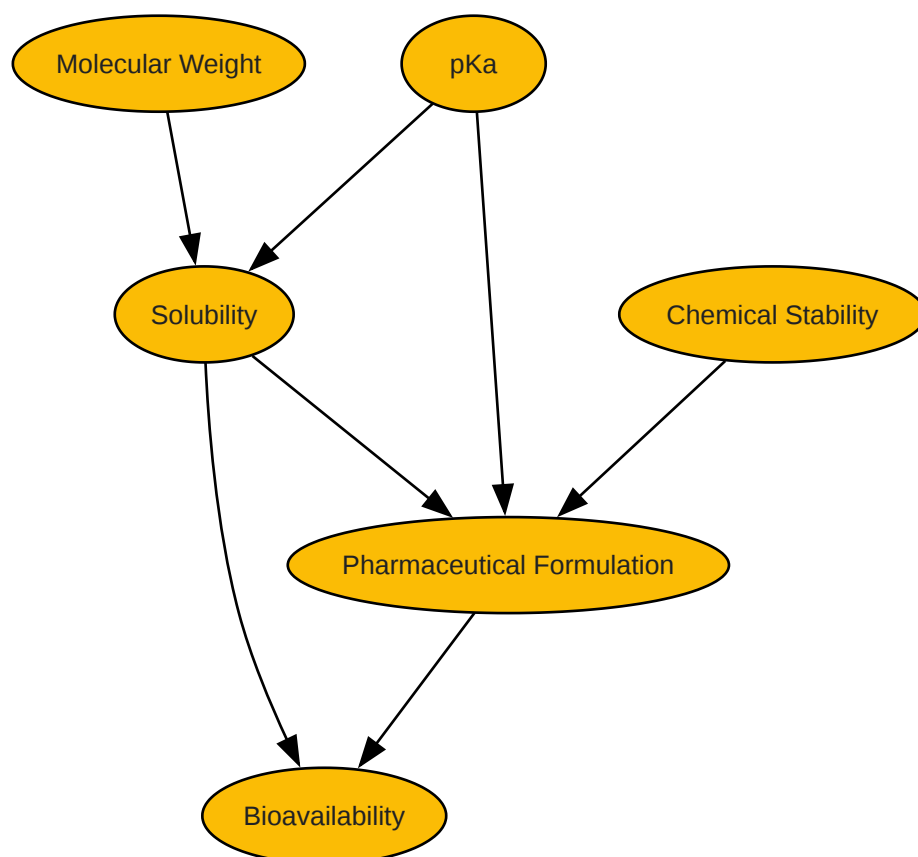 Molecular Weight
pKa
Solubility
Chemical Stability
Pharmaceutical Formulation
Bioavailability